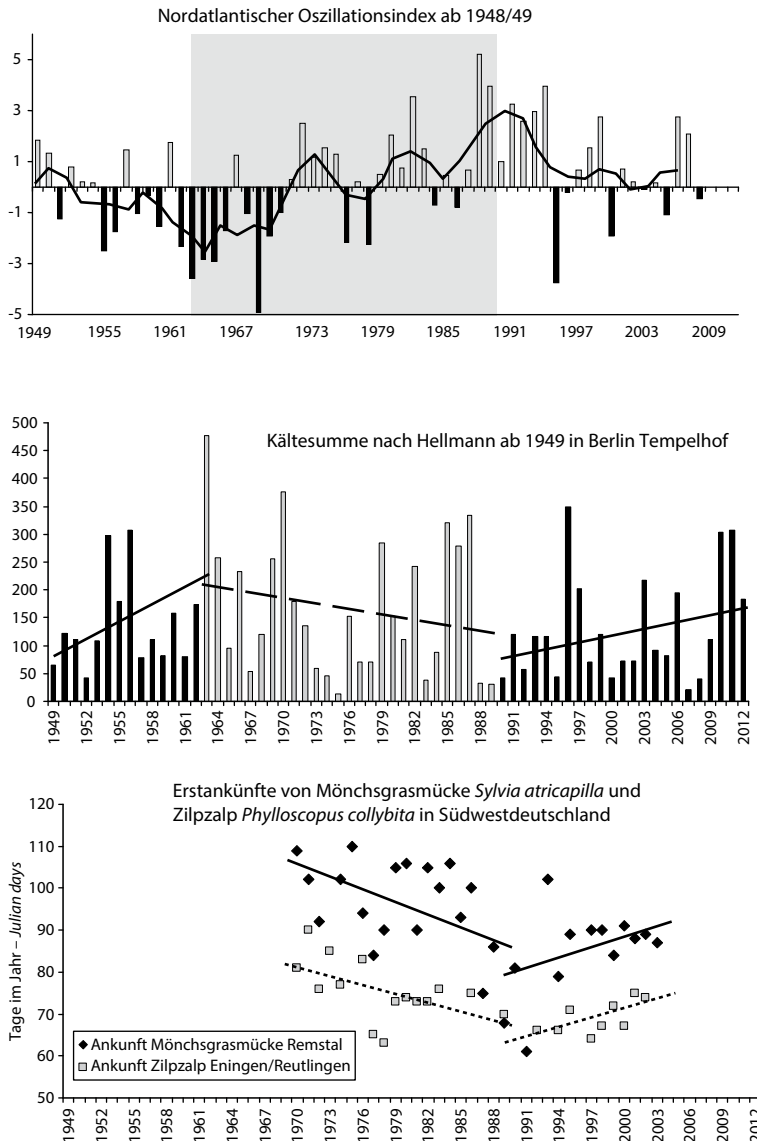 Nordatlantischer Oszillationsindex ab 1948/49
5
3
1
-1
-3
-5
1949 1955 1961 1967 1973 1979 1985 1991 1997 2003 2009
Kältesumme nach Hellmann ab 1949 in Berlin Tempelhof
500
450
400
350
300
250
200
150
100
50
0
1949 1952 1955 1958 1961 1964 1967 1970 1973 1976 1979 1982 1985 1988 1991 1994 1997 2000 2003 2006 2009 2012
Erstankünfte von Mönchsgrasmücke Sylvia atricapilla und
Zilpzalp Phylloscopus collybita in Südwestdeutschland
Tage im Jahr – Julian days
120
110
100
90
80
70
60
50
Ankunft Mönchsgrasmücke Remstal
Ankunft Zilpzalp Eningen/Reutlingen
1949 1952 1955 1958 1961 1964 1967 1970 1973 1976 1979 1982 1985 1988 1991 1994 1997 2000 2003 2006 2009 2012